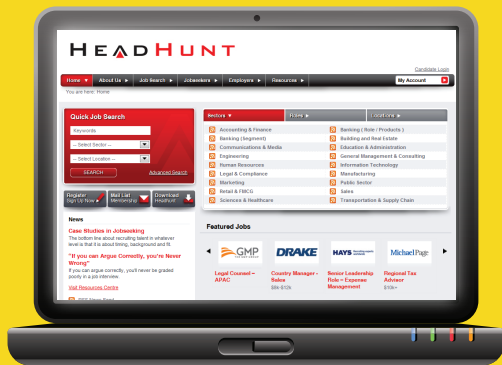 HEADHUNT
Candidate Login
Home
About Us
Job Search
Jobseekers
Employers
Resources
My Account
You are here: Home
Quick Job Search
Keywords
-- Select Sector --
-- Select Location --
SEARCH
Advanced Search
Register
Sign Up Now
Mail List
Membership
Download
Headhunt
Sectors
Roles
Locations
Accounting & Finance
Banking (Segment)
Communications & Media
Engineering
Human Resources
Legal & Compliance
Marketing
Retail & FMCG
Sciences & Healthcare
Banking ( Role / Products )
Building and Real Estate
Education & Administration
General Management & Consulting
Information Technology
Manufacturing
Public Sector
Sales
Transportation & Supply Chain
News
Case Studies in Jobseeking
The bottom line about recruiting talent in whatever
level is that it is about timing, background and fit.
"If you can Argue Correctly, you're Never
Wrong"
If you can argue correctly, you'll never be graded
poorly in a job interview.
Visit Resources Centre
Featured Jobs
GMP
DRAKE
HAYS
Michael Page
Legal Counsel –
APAC
Country Manager -
Sales
Senior Leadership
Role – Expense
Management
Regional Tax
Advisor
$10k+